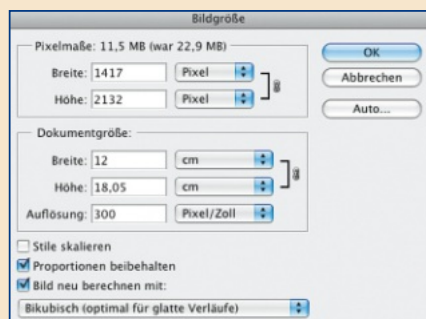 Bildgröße
Pixelmaße: 11,5 MB (war 22,9 MB)
Breite: 1417 Pixel
Höhe: 2132 Pixel
OK
Abbrechen
Auto...
Dokumentgröße:
Breite: 12 cm
Höhe: 18,05 cm
Auflösung: 300 Pixel/Zoll
Stile skalieren
Proportionen beibehalten
Bild neu berechnen mit:
Bikubisch (optimal für glatte Verläufe)